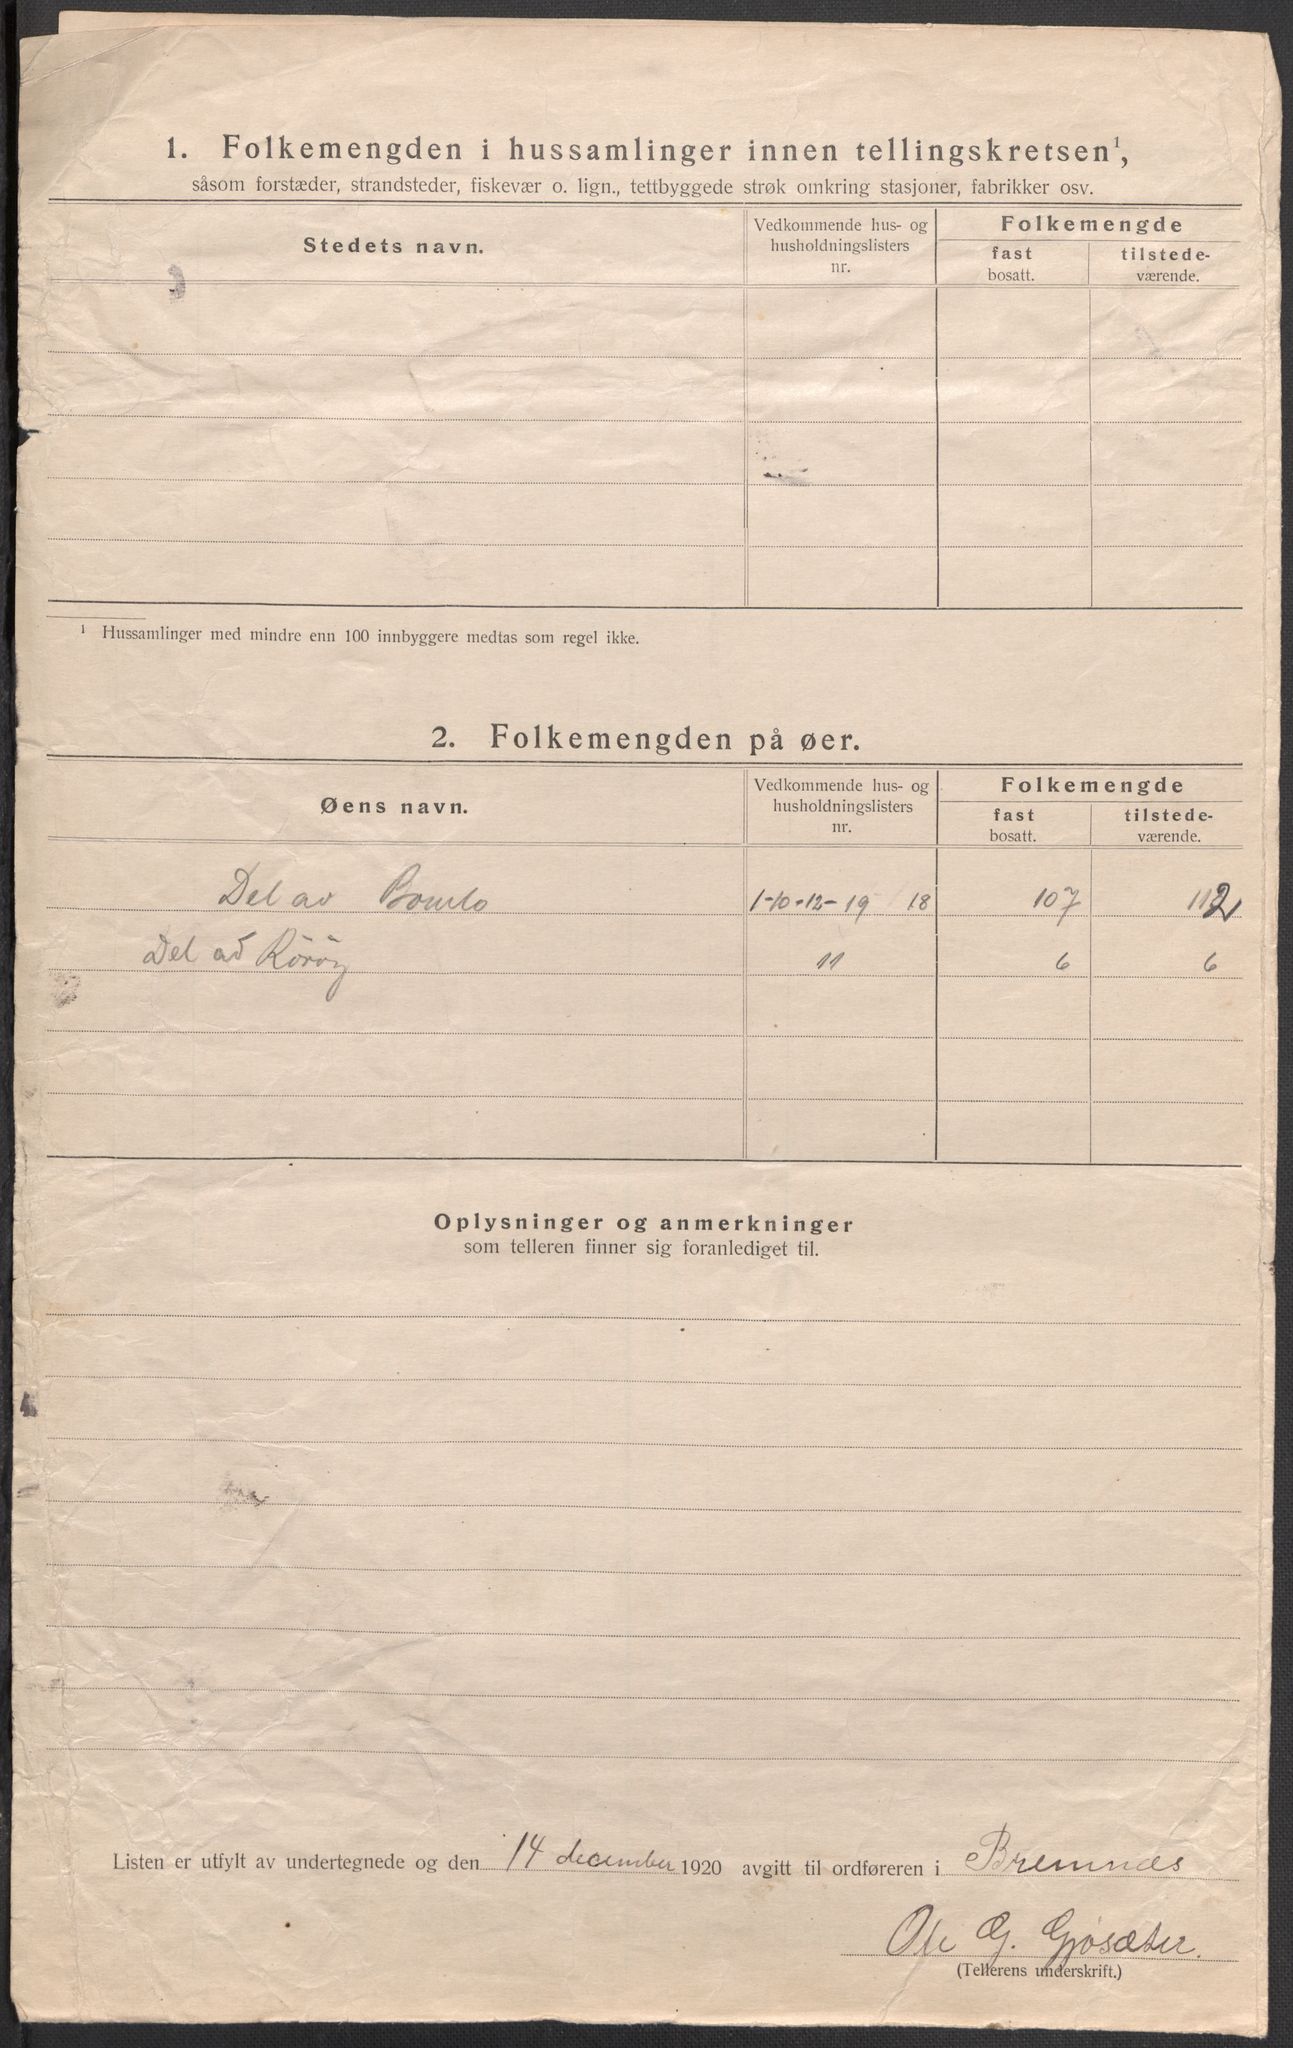 1. Folkemengden i hussamlinger innen tellingskretsen¹,
såsom forstæder, strandsteder, fiskevær o. lign., tettbyggede strøk omkring stasjoner, fabrikker osv.
Stedets navn.
Vedkommende hus- og
husholdningslisters
nr.
Folkemengde
fast
bosatt.
tilstede-
værende.
¹ Hussamlinger med mindre enn 100 innbyggere medtas som regel ikke.
2. Folkemengden på øer.
Øens navn.
Vedkommende hus- og
husholdningslisters
nr.
Folkemengde
fast
bosatt.
tilstede-
værende.
Del av Bømlo 1-10-12-19 18 107 112
Del av Röröy 11 6 6
Oplysninger og anmerkninger
som telleren finner sig foranlediget til.
Listen er utfylt av undertegnede og den 14 december 1920 avgitt til ordføreren i Bremnes
Ole G. Gjøsæter.
(Tellerens underskrift.)